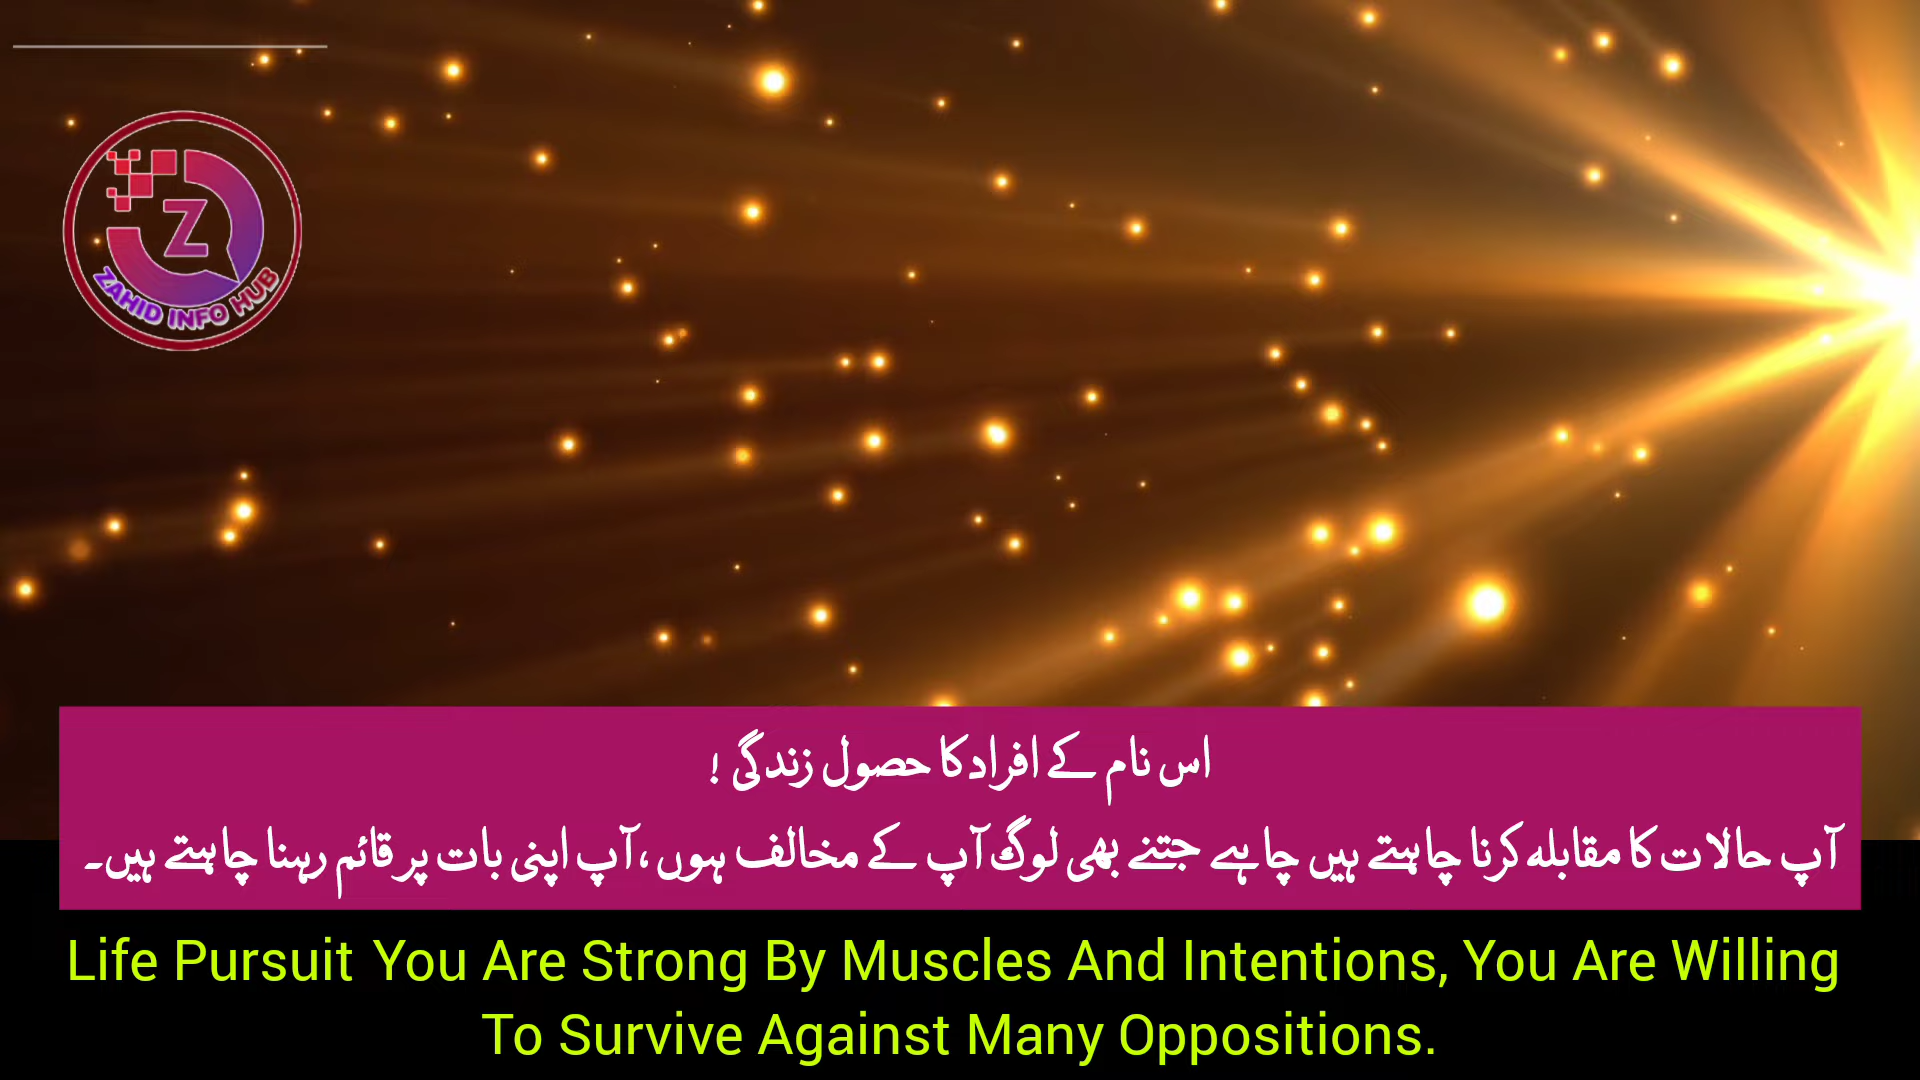 Z
ZAHID INFO HUB
اس نام کے افراد کا حصول زندگی !
آپ حالات کا مقابلہ کرنا چاہتے ہیں چاہے جتنے بھی لوگ آپ کے مخالف ہوں ، آپ اپنی بات پر قائم رہنا چاہتے ہیں۔
Life Pursuit You Are Strong By Muscles And Intentions, You Are Willing
To Survive Against Many Oppositions.